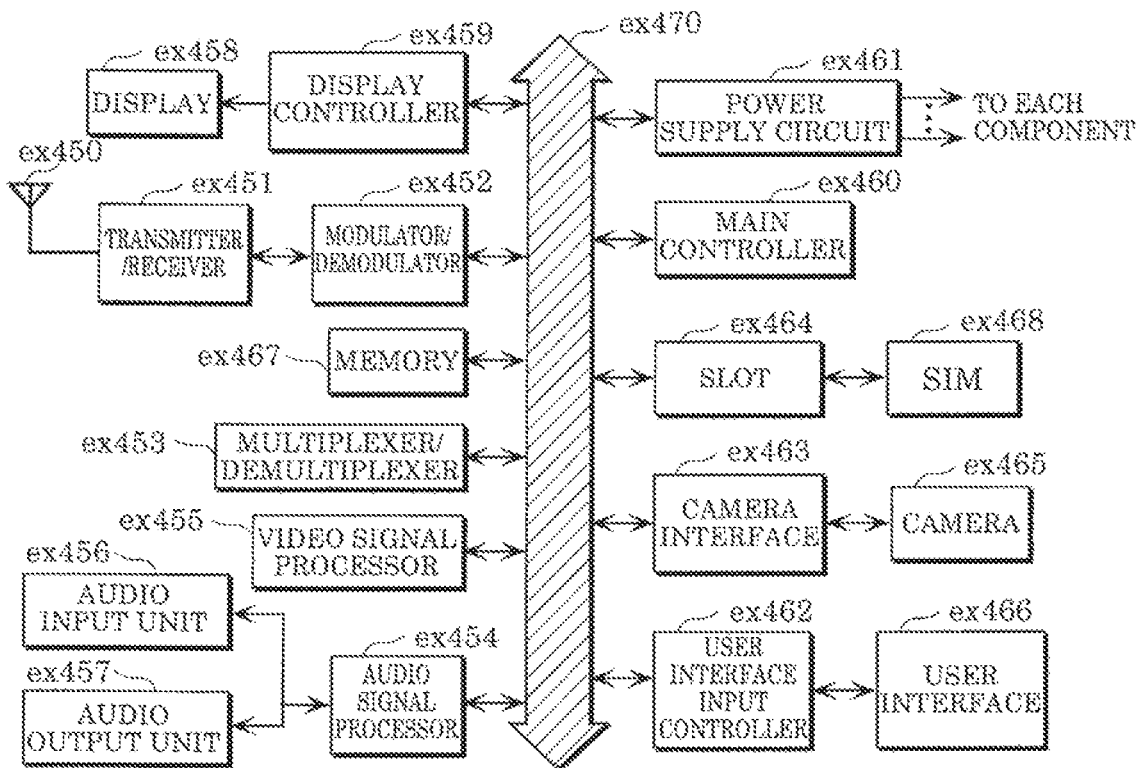 ex470
ex459
ex458
DISPLAY
DISPLAY
CONTROLLER
ex461
POWER
SUPPLY CIRCUIT
TO EACH
COMPONENT
ex450
ex451
TRANSMITTER
/RECEIVER
ex452
MODULATOR/
DEMODULATOR
ex460
MAIN
CONTROLLER
ex467
MEMORY
ex464
SLOT
ex468
SIM
ex453
MULTIPLEXER/
DEMULTIPLEXER
ex463
CAMERA
INTERFACE
ex465
CAMERA
ex455
VIDEO SIGNAL
PROCESSOR
ex456
AUDIO
INPUT UNIT
ex457
AUDIO
OUTPUT UNIT
ex454
AUDIO
SIGNAL
PROCESSOR
ex462
USER
INTERFACE
INPUT
CONTROLLER
ex466
USER
INTERFACE